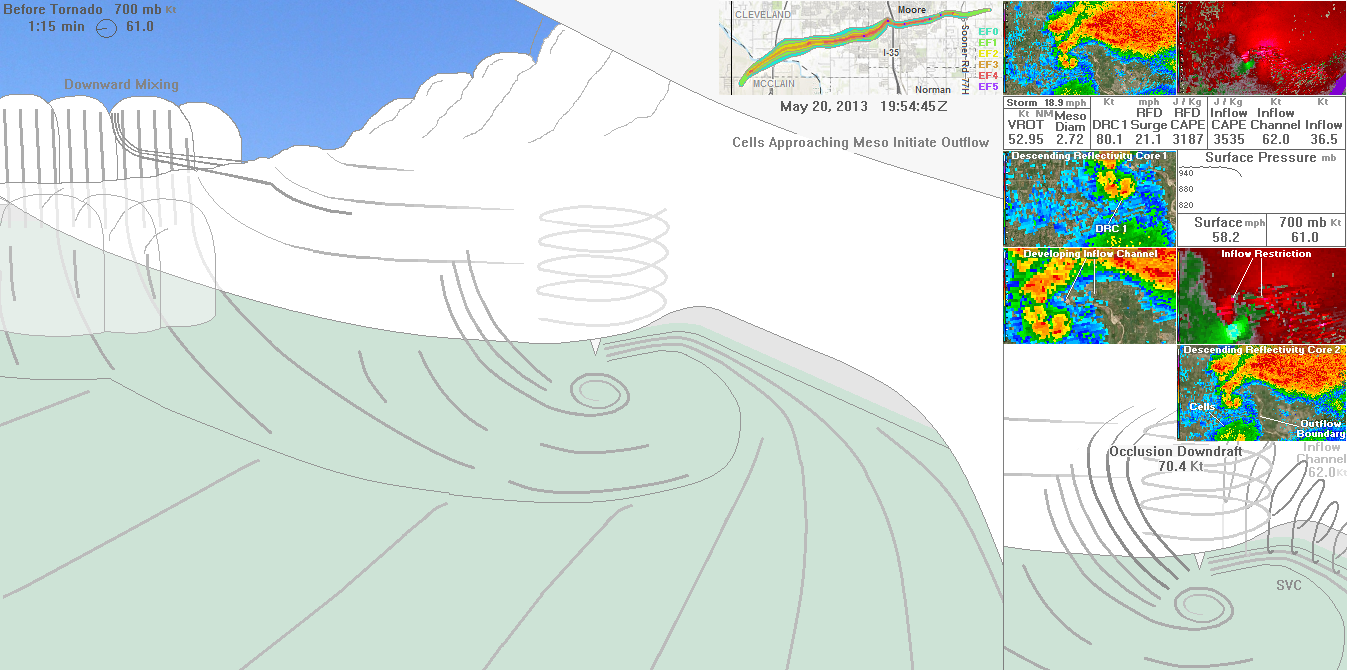 Before Tornado 700 mb Kt
1:15 min 61.0
Downward Mixing
CLEVELAND
Moore
I-35
Sooner Rd 77H
MCCLAIN
Norman
EF0
EF1
EF2
EF3
EF4
EF5
May 20, 2013 19:54:45Z
Cells Approaching Meso Initiate Outflow
Storm 18.9 mph
Kt NM
VROT Meso Diam
52.95 2.72
Kt mph J / Kg
DRC1 RFD Surge RFD CAPE
80.1 21.1 3187
J / Kg Kt Kt
Inflow CAPE Inflow Channel Inflow
3535 62.0 36.5
Descending Reflectivity Core 1
DRC 1
Surface Pressure mb
940
880
820
Surface mph
58.2
700 mb Kt
61.0
Developing Inflow Channel
Inflow Restriction
Descending Reflectivity Core 2
Cells
Outflow
Boundary
Occlusion Downdraft
70.4 Kt
Inflow
Channel
62.0 Kt
SVC